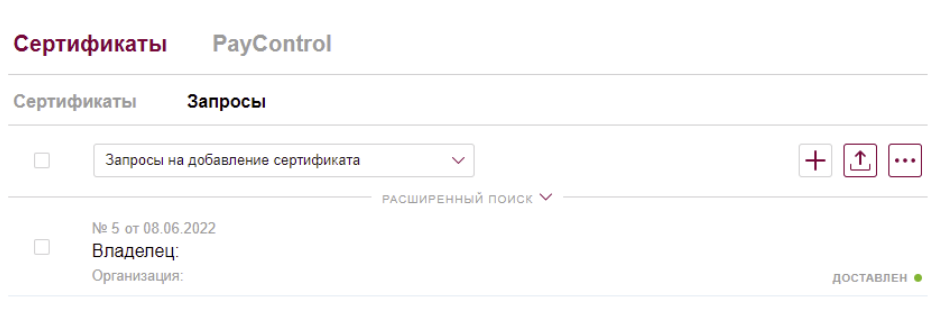 Сертификаты PayControl
Сертификаты Запросы
Запросы на добавление сертификата
РАСШИРЕННЫЙ ПОИСК
№ 5 от 08.06.2022
Владелец:
Организация:
ДОСТАВЛЕН